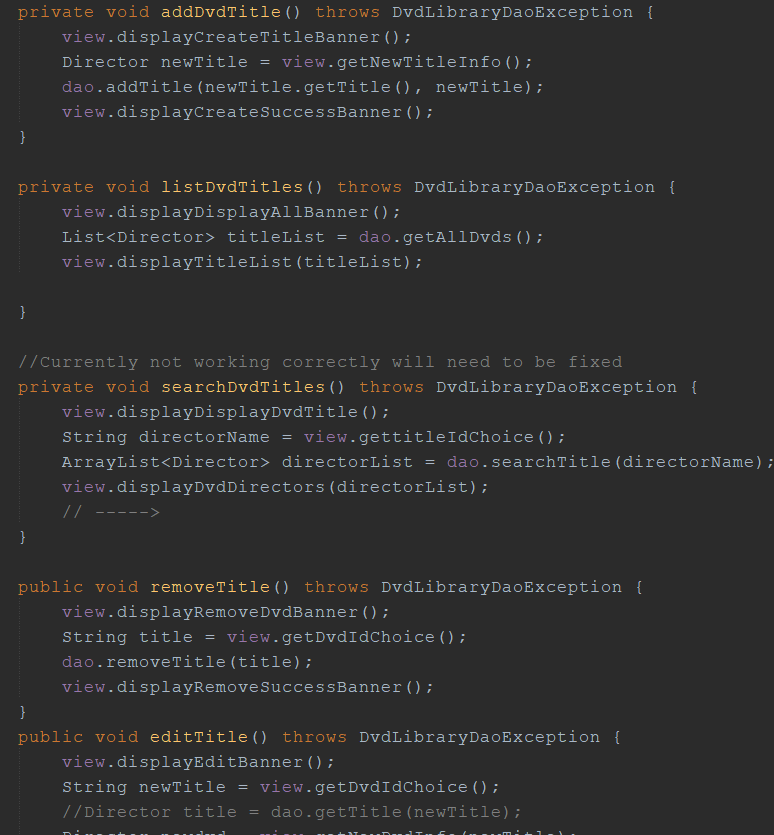 private void addDvdTitle() throws DvdLibraryDaoException {
view.displayCreateTitleBanner();
Director newTitle = view.getNewTitleInfo();
dao.addTitle(newTitle.getTitle(), newTitle);
view.displayCreateSuccessBanner();
}
private void listDvdTitles() throws DvdLibraryDaoException {
view.displayDisplayAllBanner();
List<Director> titleList = dao.getAllDvds();
view.displayTitleList(titleList);
}
//Currently not working correctly will need to be fixed
private void searchDvdTitles() throws DvdLibraryDaoException {
view.displayDisplayDvdTitle();
String directorName = view.gettitleIdChoice();
ArrayList<Director> directorList = dao.searchTitle(directorName);
view.displayDvdDirectors(directorList);
// ----->
}
public void removeTitle() throws DvdLibraryDaoException {
view.displayRemoveDvdBanner();
String title = view.getDvdIdChoice();
dao.removeTitle(title);
view.displayRemoveSuccessBanner();
}
public void editTitle() throws DvdLibraryDaoException {
view.displayEditBanner();
String newTitle = view.getDvdIdChoice();
//Director title = dao.getTitle(newTitle);